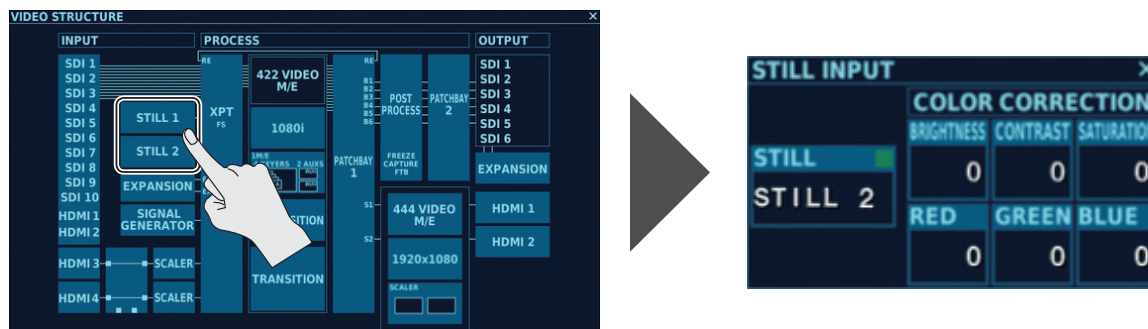 VIDEO STRUCTURE ×
INPUT
PROCESS
OUTPUT
SDI 1
SDI 2
SDI 3
SDI 4
SDI 5
SDI 6
SDI 7
SDI 8
SDI 9
SDI 10
HDMI 1
HDMI 2
HDMI 3
HDMI 4
STILL 1
STILL 2
EXPANSION
SIGNAL
GENERATOR
SCALER
SCALER
RE
XPT
FS
422 VIDEO
M/E
1080i
1M/E
2 AUXS
AUX
AUX
TRANSITION
RE
B1
B2
B3
B4
B5
B6
PATCHBAY
1
S1
S2
POST
PROCESS
FREEZE
CAPTURE
FTB
PATCHBAY
2
444 VIDEO
M/E
1920x1080
SCALER
SDI 1
SDI 2
SDI 3
SDI 4
SDI 5
SDI 6
EXPANSION
HDMI 1
HDMI 2
STILL INPUT ×
COLOR CORRECTION
BRIGHTNESS CONTRAST SATURATION
0 0 0
STILL
STILL 2
RED GREEN BLUE
0 0 0